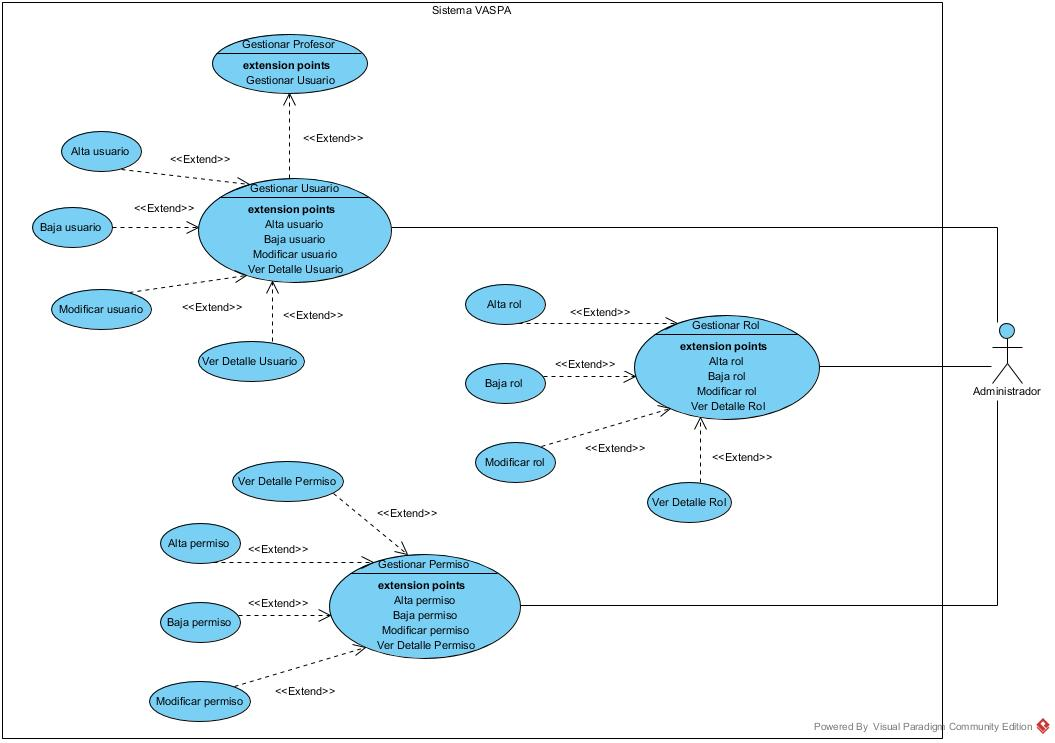 Sistema VASPA
Gestionar Profesor
extension points
Gestionar Usuario
<<Extend>>
Alta usuario
<<Extend>>
Baja usuario
<<Extend>>
Gestionar Usuario
extension points
Alta usuario
Baja usuario
Modificar usuario
Ver Detalle Usuario
Modificar usuario
<<Extend>>
<<Extend>>
Ver Detalle Usuario
Alta rol
<<Extend>>
Gestionar Rol
extension points
Alta rol
Baja rol
Modificar rol
Ver Detalle Rol
<<Extend>>
Baja rol
Administrador
<<Extend>>
Modificar rol
<<Extend>>
Ver Detalle Rol
Ver Detalle Permiso
<<Extend>>
Alta permiso
<<Extend>>
Gestionar Permiso
extension points
Alta permiso
Baja permiso
Modificar permiso
Ver Detalle Permiso
<<Extend>>
Baja permiso
<<Extend>>
Modificar permiso
Powered By Visual Paradigm Community Edition